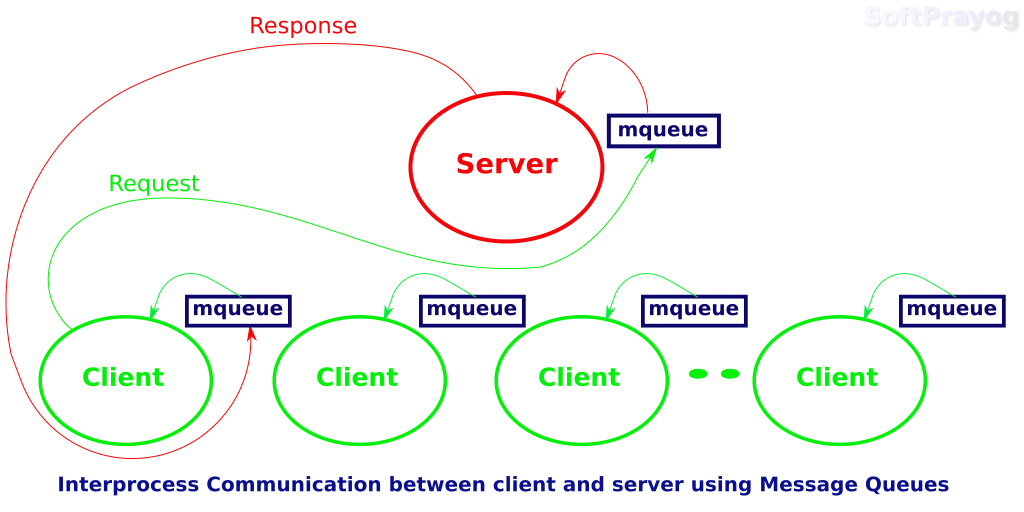 SoftPrayog
Response
mqueue
Server
Request
mqueue
mqueue
mqueue
mqueue
Client
Client
Client
Client
Interprocess Communication between client and server using Message Queues